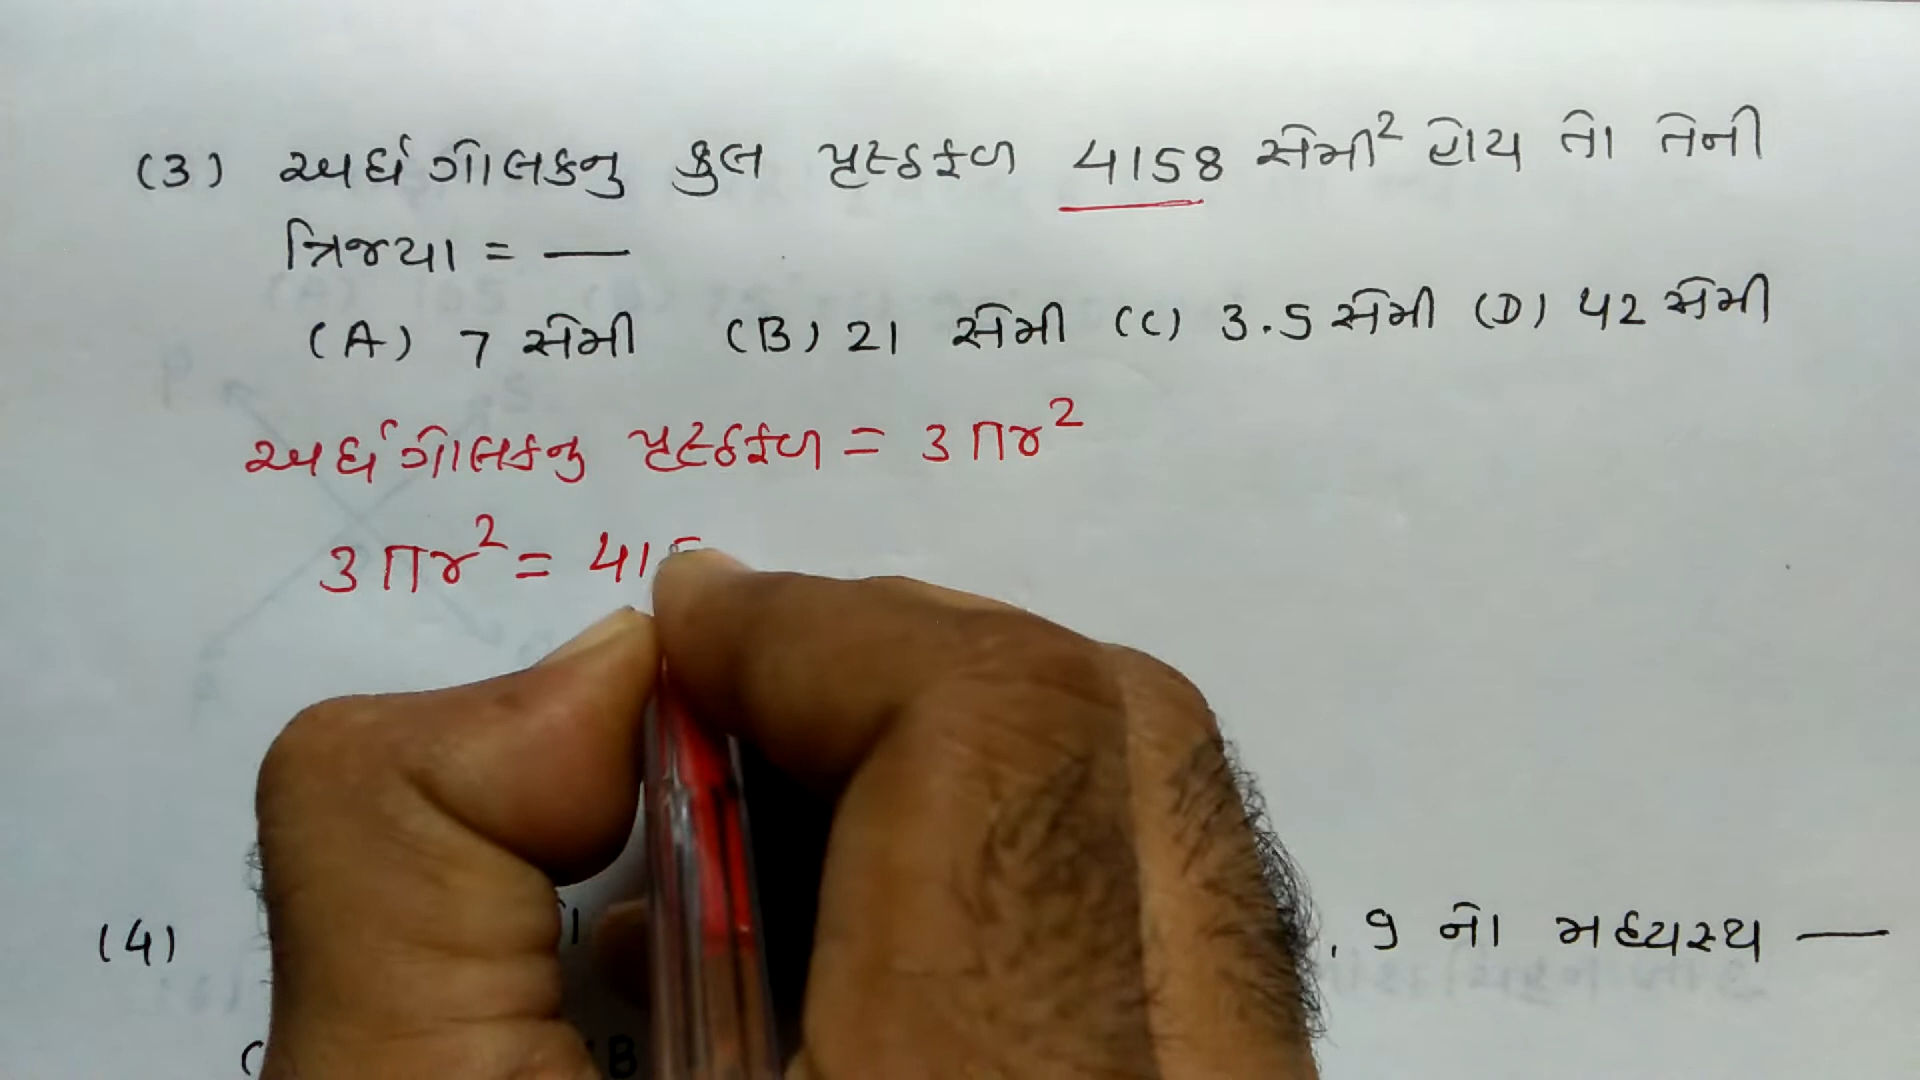 (3) અર્ધગોલકનુ કુલ પૃષ્ઠફળ 4158 સેમી² હોય તો તેની
ત્રિજ્યા = —
(A) 7 સેમી (B) 21 સેમી (C) 3.5 સેમી (D) 42 સેમી
અર્ધગોલકનુ પૃષ્ઠફળ = 3πr²
3πr² = 415
(4) , 9 નો મધ્યસ્થ —
( B